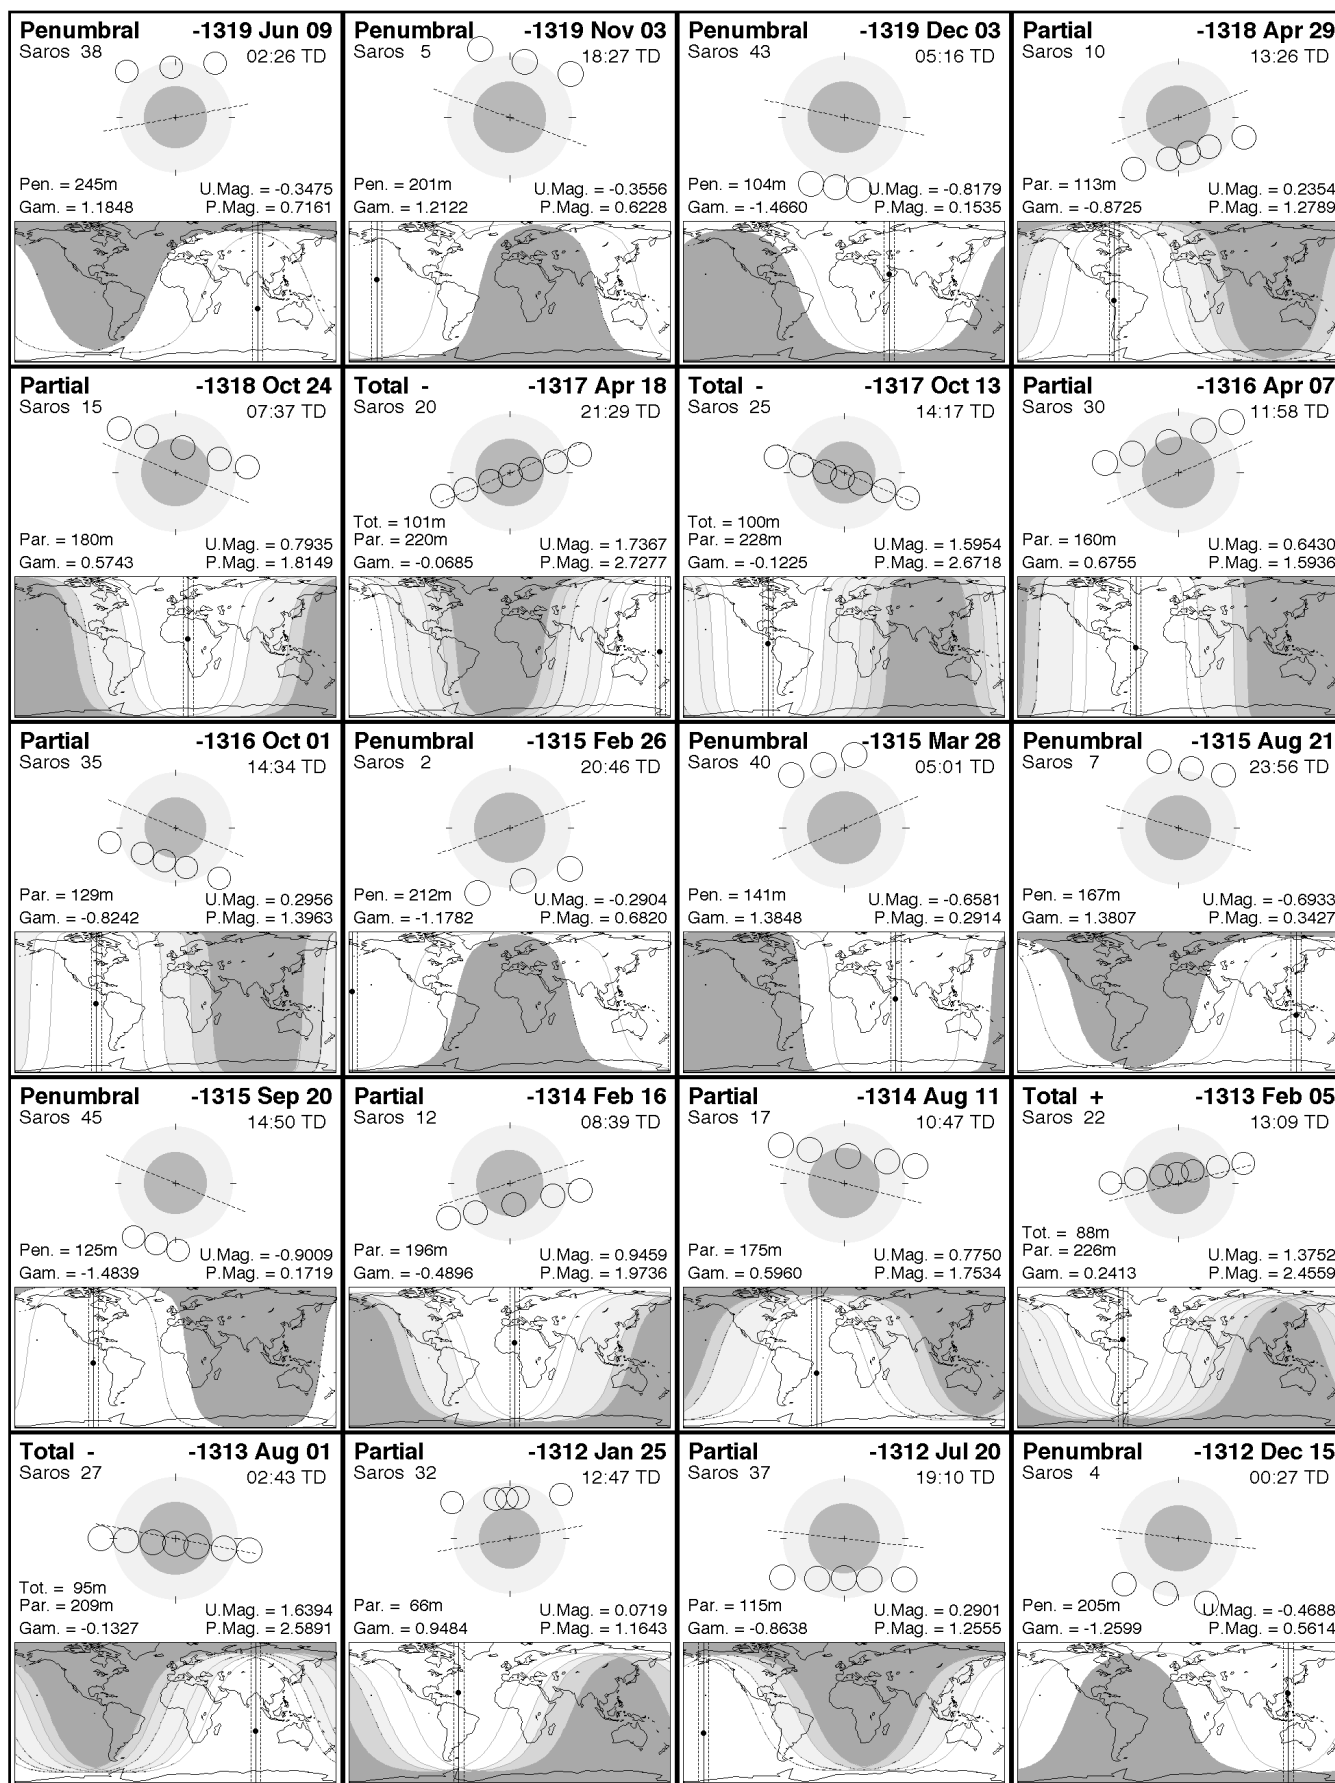 Penumbral -1319 Jun 09
Saros 38 02:26 TD
Pen. = 245m U.Mag. = -0.3475
Gam. = 1.1848 P.Mag. = 0.7161
Penumbral -1319 Nov 03
Saros 5 18:27 TD
Pen. = 201m U.Mag. = -0.3556
Gam. = 1.2122 P.Mag. = 0.6228
Penumbral -1319 Dec 03
Saros 43 05:16 TD
Pen. = 104m U.Mag. = -0.8179
Gam. = -1.4660 P.Mag. = 0.1535
Partial -1318 Apr 29
Saros 10 13:26 TD
Par. = 113m U.Mag. = 0.2354
Gam. = -0.8725 P.Mag. = 1.2789
Partial -1318 Oct 24
Saros 15 07:37 TD
Par. = 180m U.Mag. = 0.7935
Gam. = 0.5743 P.Mag. = 1.8149
Total - -1317 Apr 18
Saros 20 21:29 TD
Tot. = 101m
Par. = 220m U.Mag. = 1.7367
Gam. = -0.0685 P.Mag. = 2.7277
Total - -1317 Oct 13
Saros 25 14:17 TD
Tot. = 100m
Par. = 228m U.Mag. = 1.5954
Gam. = -0.1225 P.Mag. = 2.6718
Partial -1316 Apr 07
Saros 30 11:58 TD
Par. = 160m U.Mag. = 0.6430
Gam. = 0.6755 P.Mag. = 1.5936
Partial -1316 Oct 01
Saros 35 14:34 TD
Par. = 129m U.Mag. = 0.2956
Gam. = -0.8242 P.Mag. = 1.3963
Penumbral -1315 Feb 26
Saros 2 20:46 TD
Pen. = 212m U.Mag. = -0.2904
Gam. = -1.1782 P.Mag. = 0.6820
Penumbral -1315 Mar 28
Saros 40 05:01 TD
Pen. = 141m U.Mag. = -0.6581
Gam. = 1.3848 P.Mag. = 0.2914
Penumbral -1315 Aug 21
Saros 7 23:56 TD
Pen. = 167m U.Mag. = -0.6933
Gam. = 1.3807 P.Mag. = 0.3427
Penumbral -1315 Sep 20
Saros 45 14:50 TD
Pen. = 125m U.Mag. = -0.9009
Gam. = -1.4839 P.Mag. = 0.1719
Partial -1314 Feb 16
Saros 12 08:39 TD
Par. = 196m U.Mag. = 0.9459
Gam. = -0.4896 P.Mag. = 1.9736
Partial -1314 Aug 11
Saros 17 10:47 TD
Par. = 175m U.Mag. = 0.7750
Gam. = 0.5960 P.Mag. = 1.7534
Total + -1313 Feb 05
Saros 22 13:09 TD
Tot. = 88m
Par. = 226m U.Mag. = 1.3752
Gam. = 0.2413 P.Mag. = 2.4559
Total - -1313 Aug 01
Saros 27 02:43 TD
Tot. = 95m
Par. = 209m U.Mag. = 1.6394
Gam. = -0.1327 P.Mag. = 2.5891
Partial -1312 Jan 25
Saros 32 12:47 TD
Par. = 66m U.Mag. = 0.0719
Gam. = 0.9484 P.Mag. = 1.1643
Partial -1312 Jul 20
Saros 37 19:10 TD
Par. = 115m U.Mag. = 0.2901
Gam. = -0.8638 P.Mag. = 1.2555
Penumbral -1312 Dec 15
Saros 4 00:27 TD
Pen. = 205m U.Mag. = -0.4688
Gam. = -1.2599 P.Mag. = 0.5614